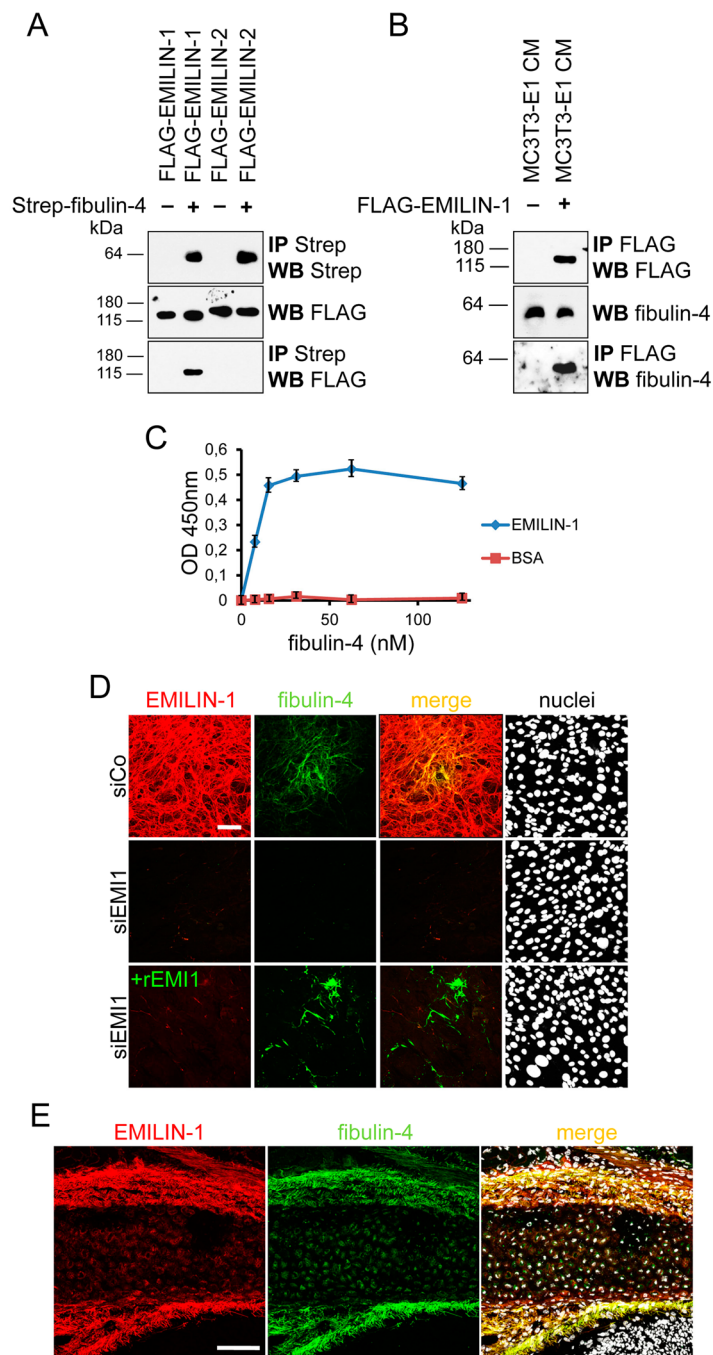 A
FLAG-EMILIN-1
FLAG-EMILIN-1
FLAG-EMILIN-2
FLAG-EMILIN-2
Strep-fibulin-4 – + – +
kDa
64
IP Strep
WB Strep
180
115
WB FLAG
180
115
IP Strep
WB FLAG
B
MC3T3-E1 CM
MC3T3-E1 CM
FLAG-EMILIN-1 – +
kDa
180
115
IP FLAG
WB FLAG
64
WB fibulin-4
64
IP FLAG
WB fibulin-4
C
0,6
0,5
0,4
0,3
0,2
0,1
0
OD 450nm
0 50 100
fibulin-4 (nM)
EMILIN-1
BSA
D
EMILIN-1 fibulin-4 merge nuclei
siCo
siEMI1
+rEMI1
siEMI1
E
EMILIN-1 fibulin-4 merge